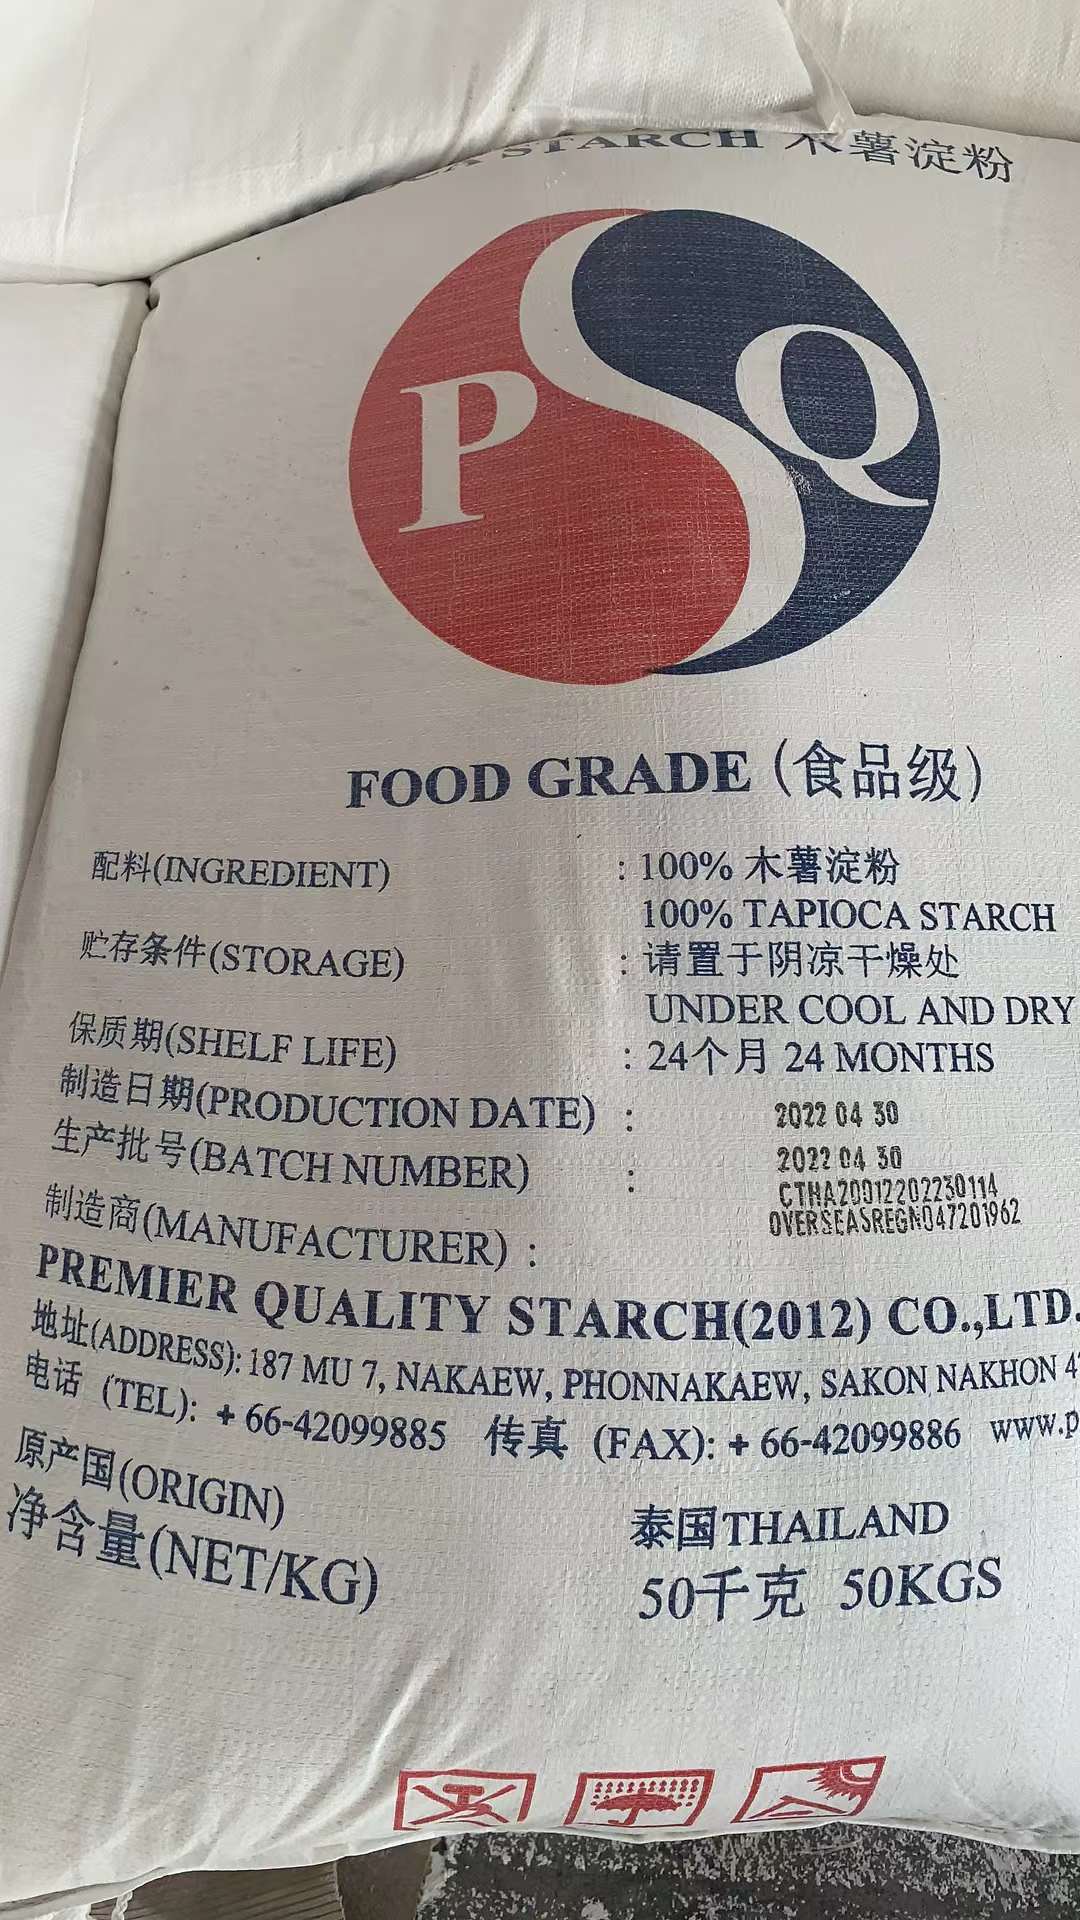 STARCH 木薯淀粉
PSQ
FOOD GRADE (食品级)
配料(INGREDIENT) : 100% 木薯淀粉
100% TAPIOCA STARCH
贮存条件(STORAGE) : 请置于阴凉干燥处
UNDER COOL AND DRY
保质期(SHELF LIFE) : 24个月 24 MONTHS
制造日期(PRODUCTION DATE) : 2022 04 30
生产批号(BATCH NUMBER) : 2022 04 30
CTHA20012202230114
OVERSEASREGN047201962
制造商(MANUFACTURER) :
PREMIER QUALITY STARCH(2012) CO.,LTD.
地址(ADDRESS): 187 MU 7, NAKAEW, PHONNAKAEW, SAKON NAKHON
电话 (TEL): + 66-42099885 传真 (FAX): + 66-42099886 www.p
原产国(ORIGIN) 泰国THAILAND
净含量(NET/KG) 50千克 50KGS